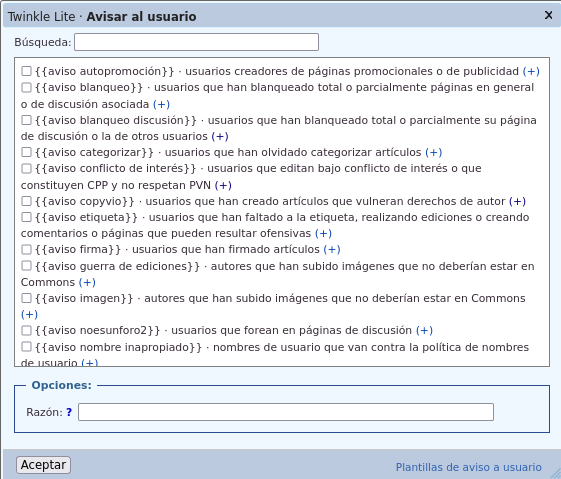 Twinkle Lite · Avisar al usuario X
Búsqueda:
{{aviso autopromoción}} · usuarios creadores de páginas promocionales o de publicidad (+)
{{aviso blanqueo}} · usuarios que han blanqueado total o parcialmente páginas en general
o de discusión asociada (+)
{{aviso blanqueo discusión}} · usuarios que han blanqueado total o parcialmente su página
de discusión o la de otros usuarios (+)
{{aviso categorizar}} · usuarios que han olvidado categorizar artículos (+)
{{aviso conflicto de interés}} · usuarios que editan bajo conflicto de interés o que
constituyen CPP y no respetan PVN (+)
{{aviso copyvio}} · usuarios que han creado artículos que vulneran derechos de autor (+)
{{aviso etiqueta}} · usuarios que han faltado a la etiqueta, realizando ediciones o creando
comentarios o páginas que pueden resultar ofensivas (+)
{{aviso firma}} · usuarios que han firmado artículos (+)
{{aviso guerra de ediciones}} · autores que han subido imágenes que no deberían estar en
Commons (+)
{{aviso imagen}} · autores que han subido imágenes que no deberían estar en Commons
(+)
{{aviso noesunforo2}} · usuarios que forean en páginas de discusión (+)
{{aviso nombre inapropiado}} · nombres de usuario que van contra la política de nombres
de usuario (+)
Opciones:
Razón: ?
Aceptar
Plantillas de aviso a usuario